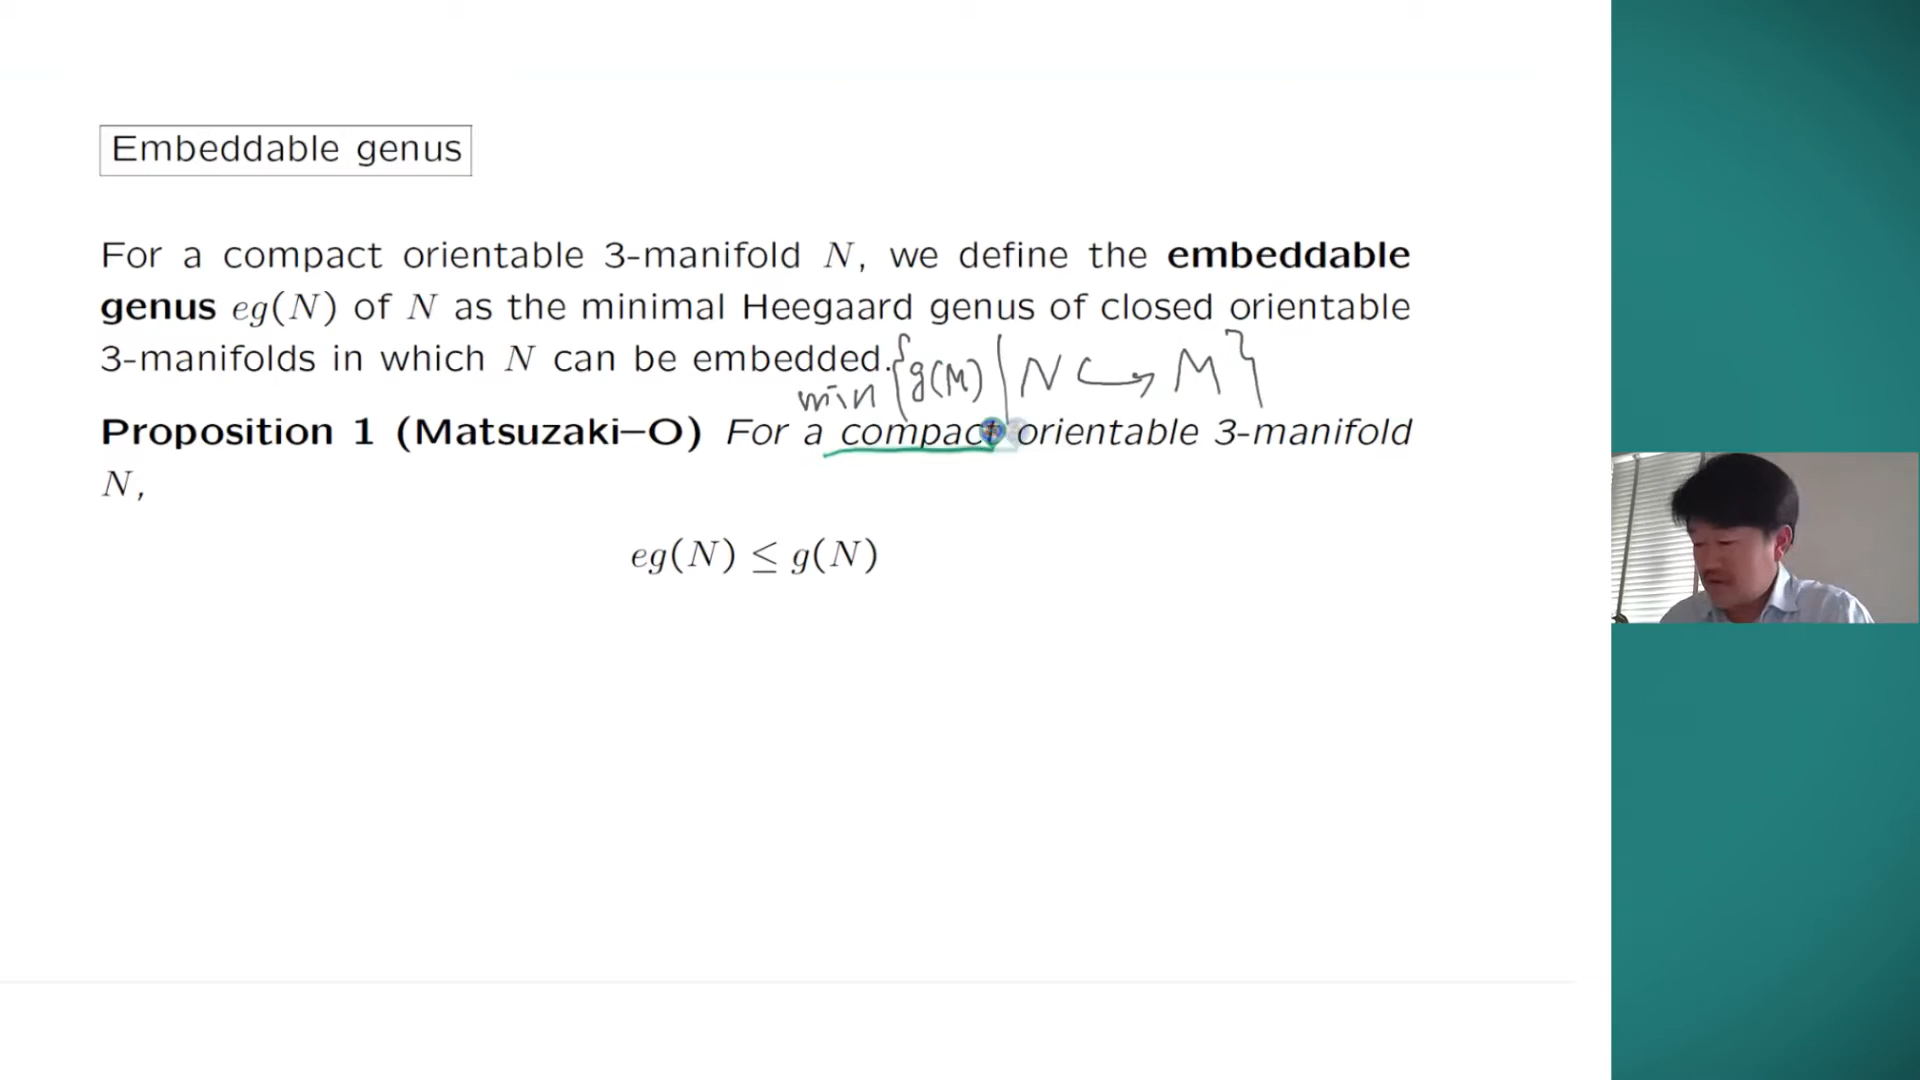 Embeddable genus
For a compact orientable 3-manifold N, we define the embeddable
genus eg(N) of N as the minimal Heegaard genus of closed orientable
3-manifolds in which N can be embedded.
min {g(M) | N ↪ M}
Proposition 1 (Matsuzaki–O) For a compact orientable 3-manifold
N,
eg(N) ≤ g(N)